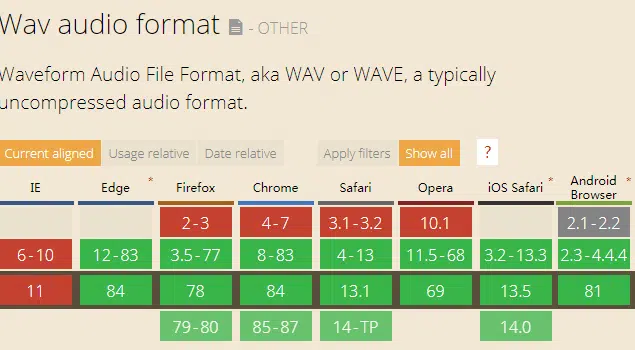 Wav audio format - OTHER
Waveform Audio File Format, aka WAV or WAVE, a typically
uncompressed audio format.
Current aligned Usage relative Date relative Apply filters Show all ?
IE Edge * Firefox Chrome Safari Opera iOS Safari * Android Browser *
2-3 4-7 3.1-3.2 10.1 2.1-2.2
6-10 12-83 3.5-77 8-83 4-13 11.5-68 3.2-13.3 2.3-4.4.4
11 84 78 84 13.1 69 13.5 81
79-80 85-87 14-TP 14.0